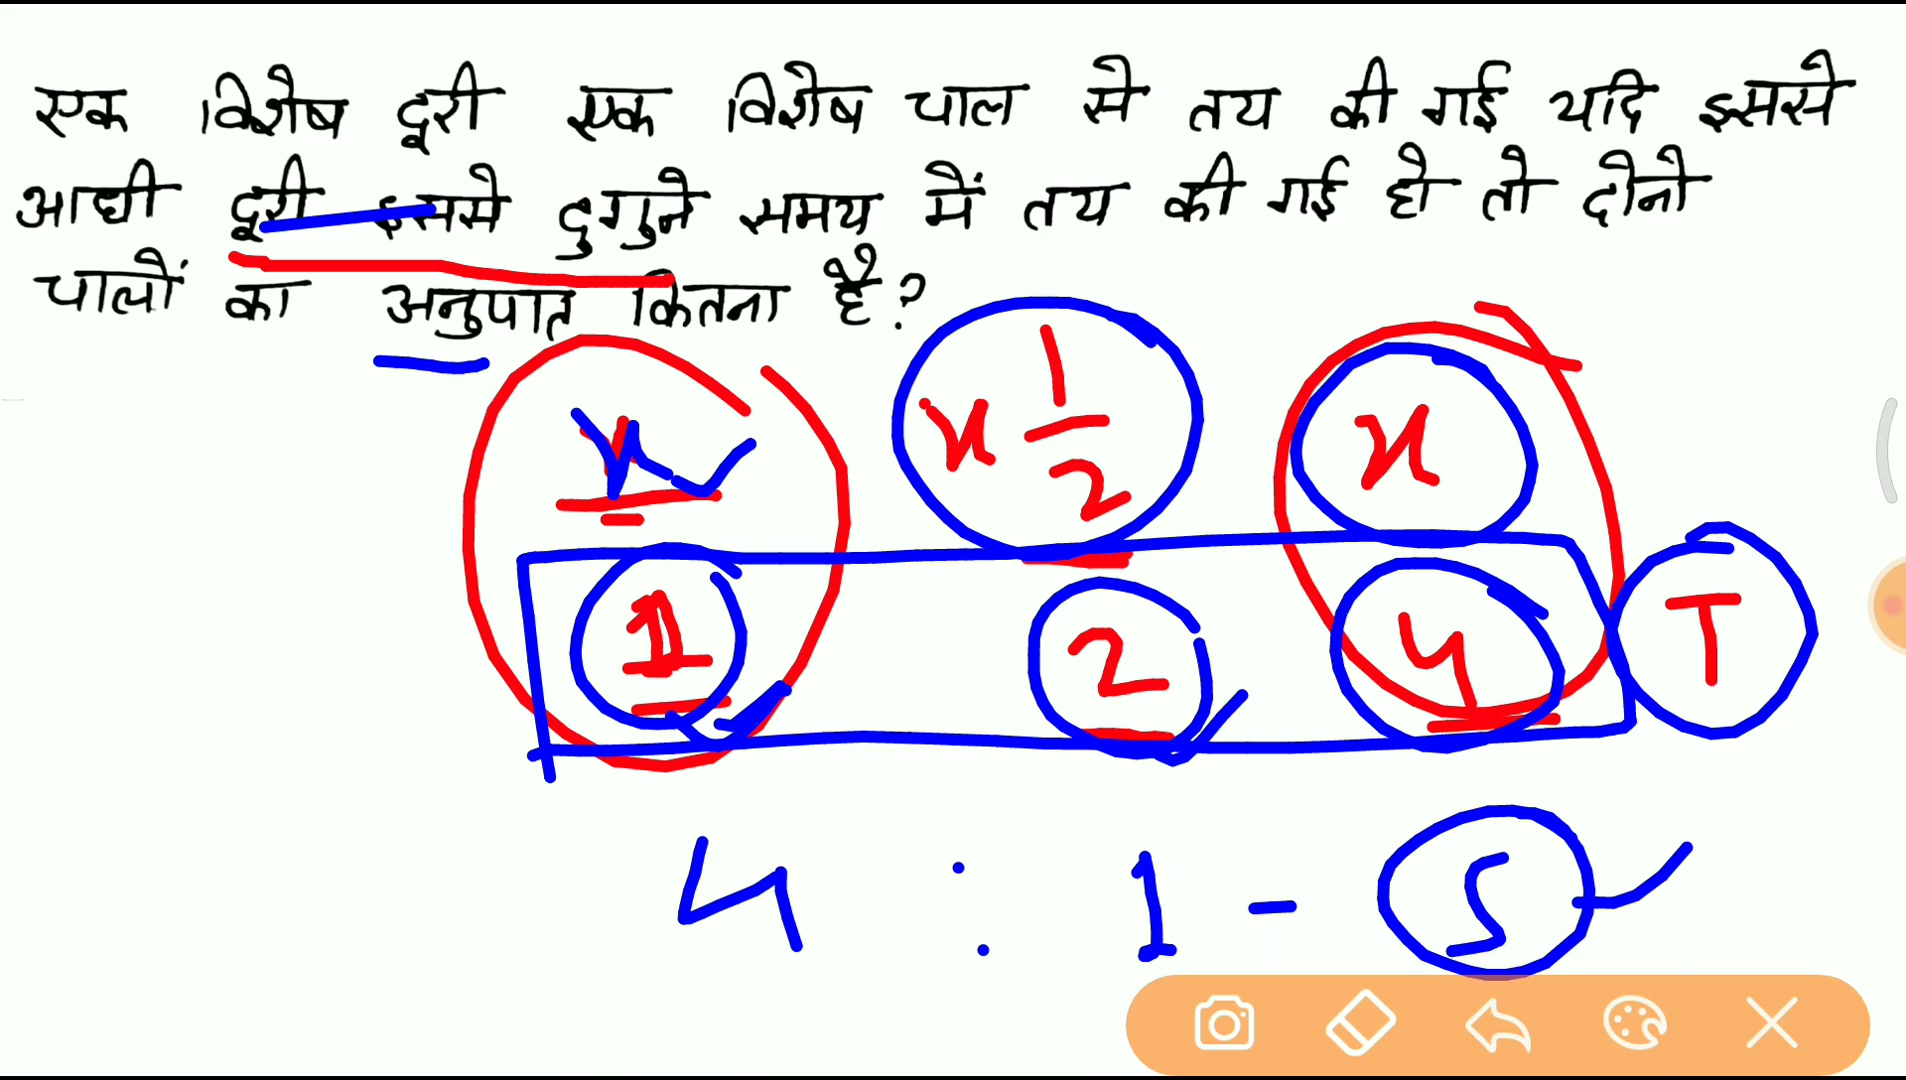 एक विशेष दूरी एक विशेष चाल से तय की गई यदि इससे
आधी दूरी इससे दुगुने समय में तय की गई हो तो दोनो
चालों का अनुपात कितना है?
x x 1/2 x
1 2 4 T
4 : 1 - S